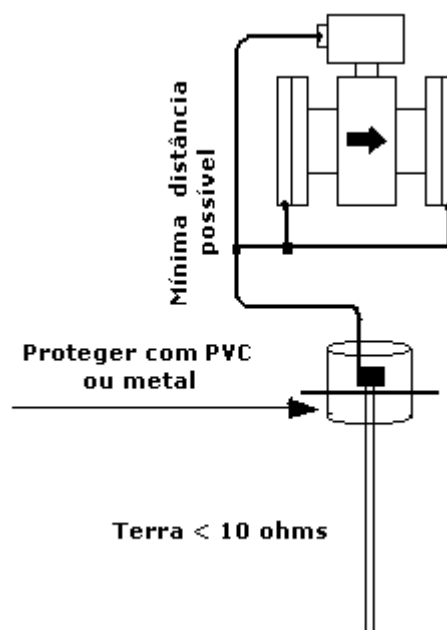 Mínima distância
possível
Proteger com PVC
ou metal
Terra < 10 ohms